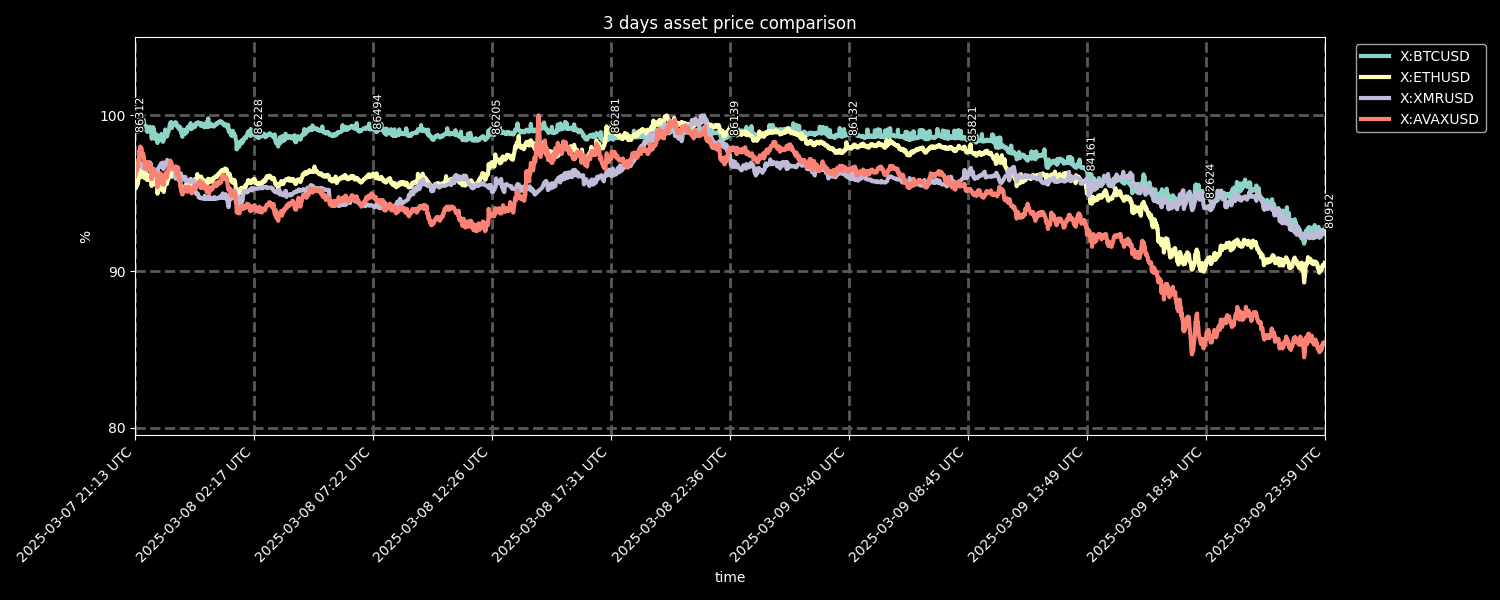 3 days asset price comparison
X:BTCUSD
X:ETHUSD
X:XMRUSD
X:AVAXUSD
100
90
80
%
86312
86228
86494
86205
86281
86139
86132
85821
84161
82624
80952
2025-03-07 21:13 UTC
2025-03-08 02:17 UTC
2025-03-08 07:22 UTC
2025-03-08 12:26 UTC
2025-03-08 17:31 UTC
2025-03-08 22:36 UTC
2025-03-09 03:40 UTC
2025-03-09 08:45 UTC
2025-03-09 13:49 UTC
2025-03-09 18:54 UTC
2025-03-09 23:59 UTC
time